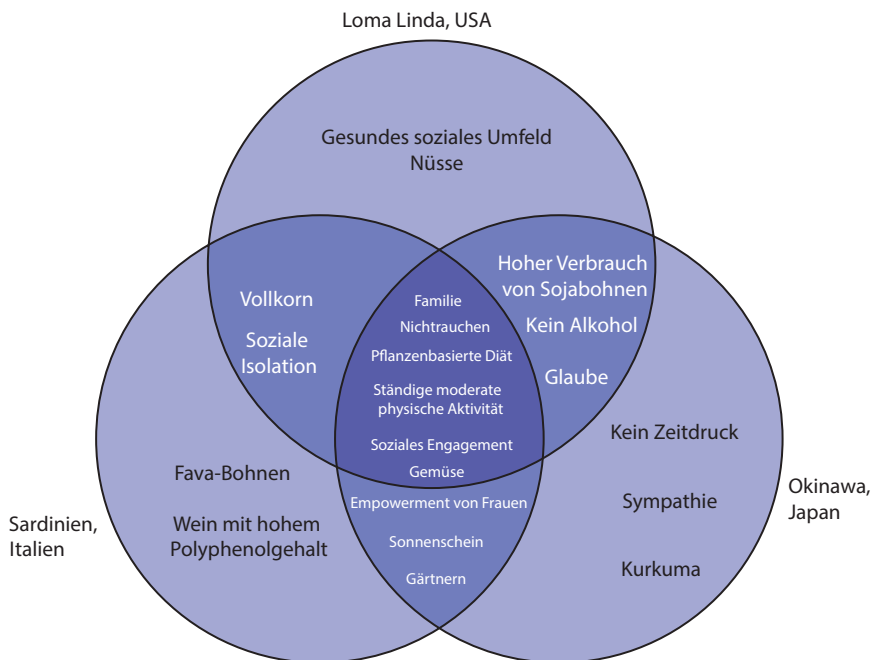 Loma Linda, USA
Gesundes soziales Umfeld
Nüsse
Vollkorn
Soziale
Isolation
Familie
Nichtrauchen
Pflanzenbasierte Diät
Ständige moderate
physische Aktivität
Soziales Engagement
Gemüse
Hoher Verbrauch
von Sojabohnen
Kein Alkohol
Glaube
Sardinien,
Italien
Fava-Bohnen
Wein mit hohem
Polyphenolgehalt
Empowerment von Frauen
Sonnenschein
Gärtnern
Kein Zeitdruck
Sympathie
Kurkuma
Okinawa,
Japan